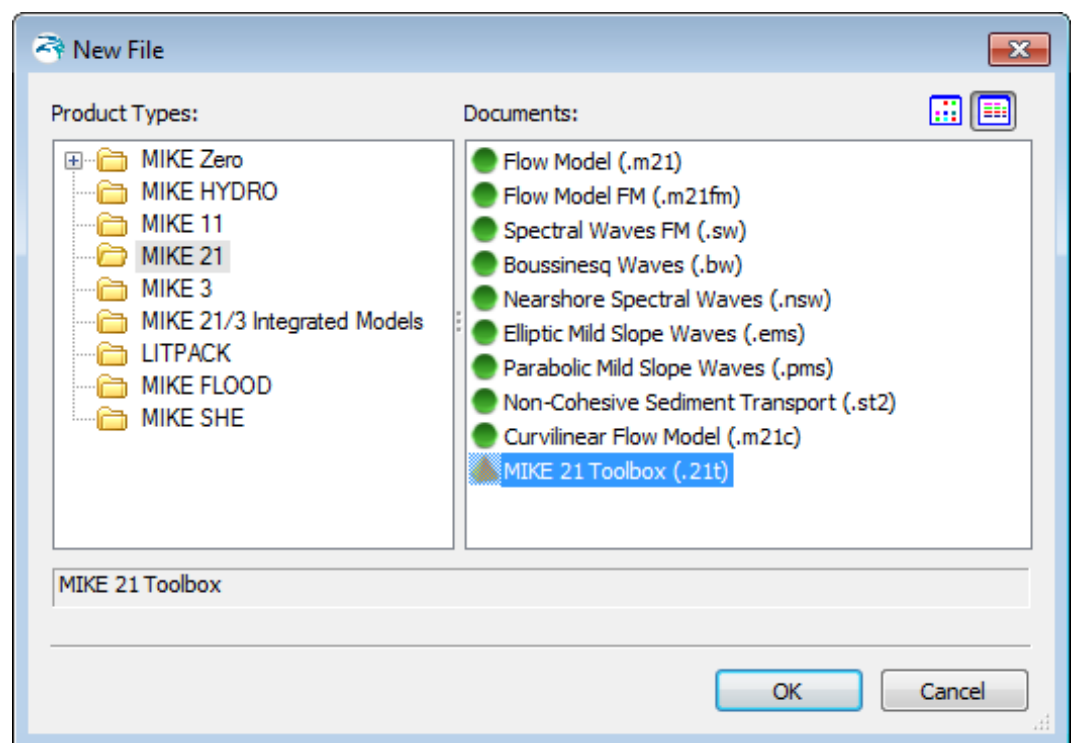 New File
Product Types:
Documents:
MIKE Zero
MIKE HYDRO
MIKE 11
MIKE 21
MIKE 3
MIKE 21/3 Integrated Models
LITPACK
MIKE FLOOD
MIKE SHE
Flow Model (.m21)
Flow Model FM (.m21fm)
Spectral Waves FM (.sw)
Boussinesq Waves (.bw)
Nearshore Spectral Waves (.nsw)
Elliptic Mild Slope Waves (.ems)
Parabolic Mild Slope Waves (.pms)
Non-Cohesive Sediment Transport (.st2)
Curvilinear Flow Model (.m21c)
MIKE 21 Toolbox (.21t)
MIKE 21 Toolbox
OK
Cancel